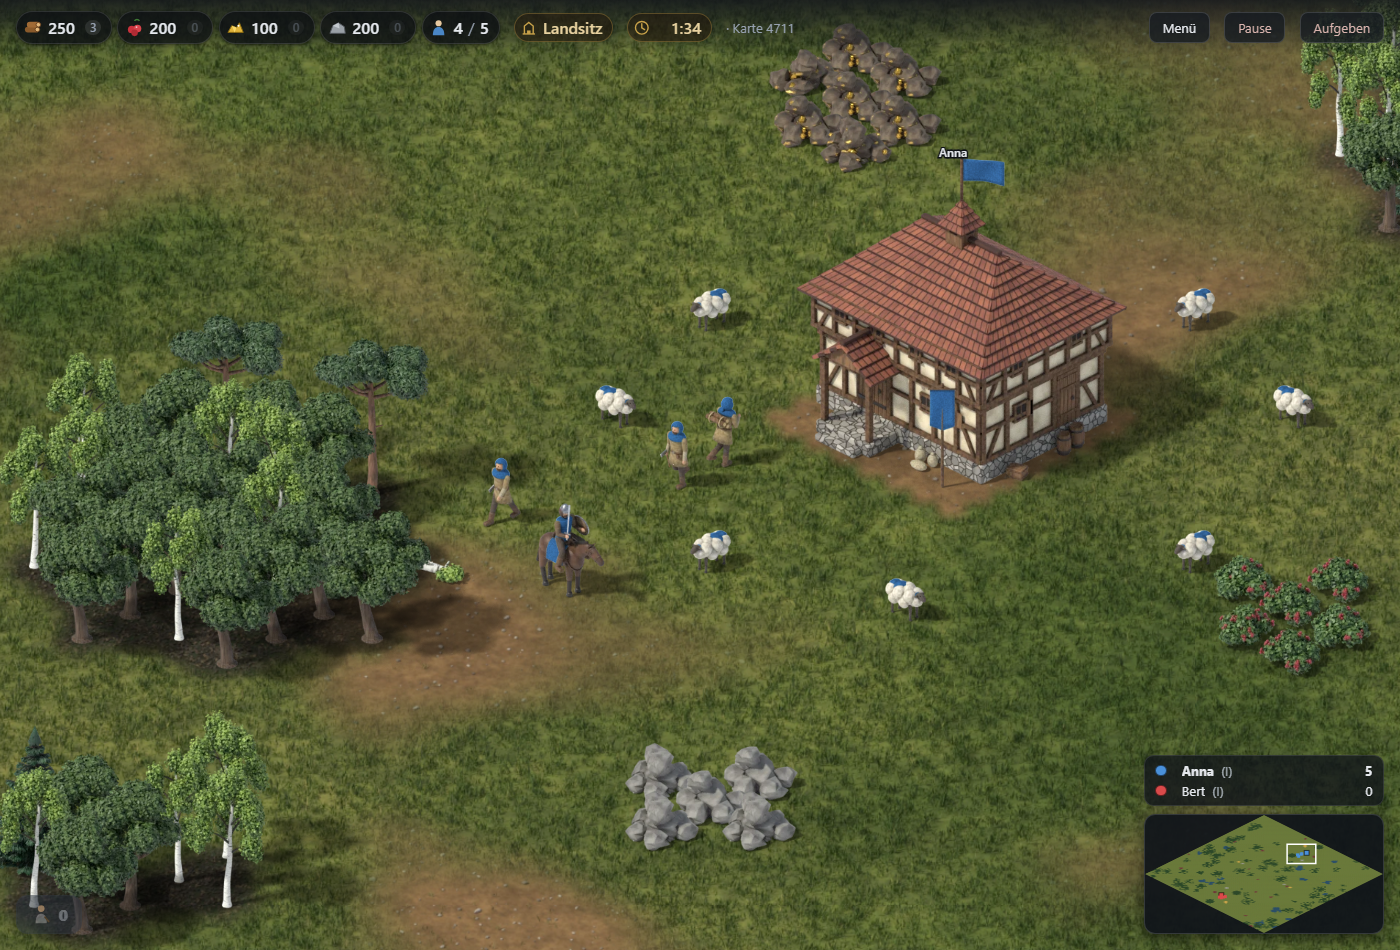 250 3 200 0 100 0 200 0 4 / 5 Landsitz 1:34 · Karte 4711 Menü Pause Aufgeben
Anna
Anna (I) 5
Bert (I) 0
0